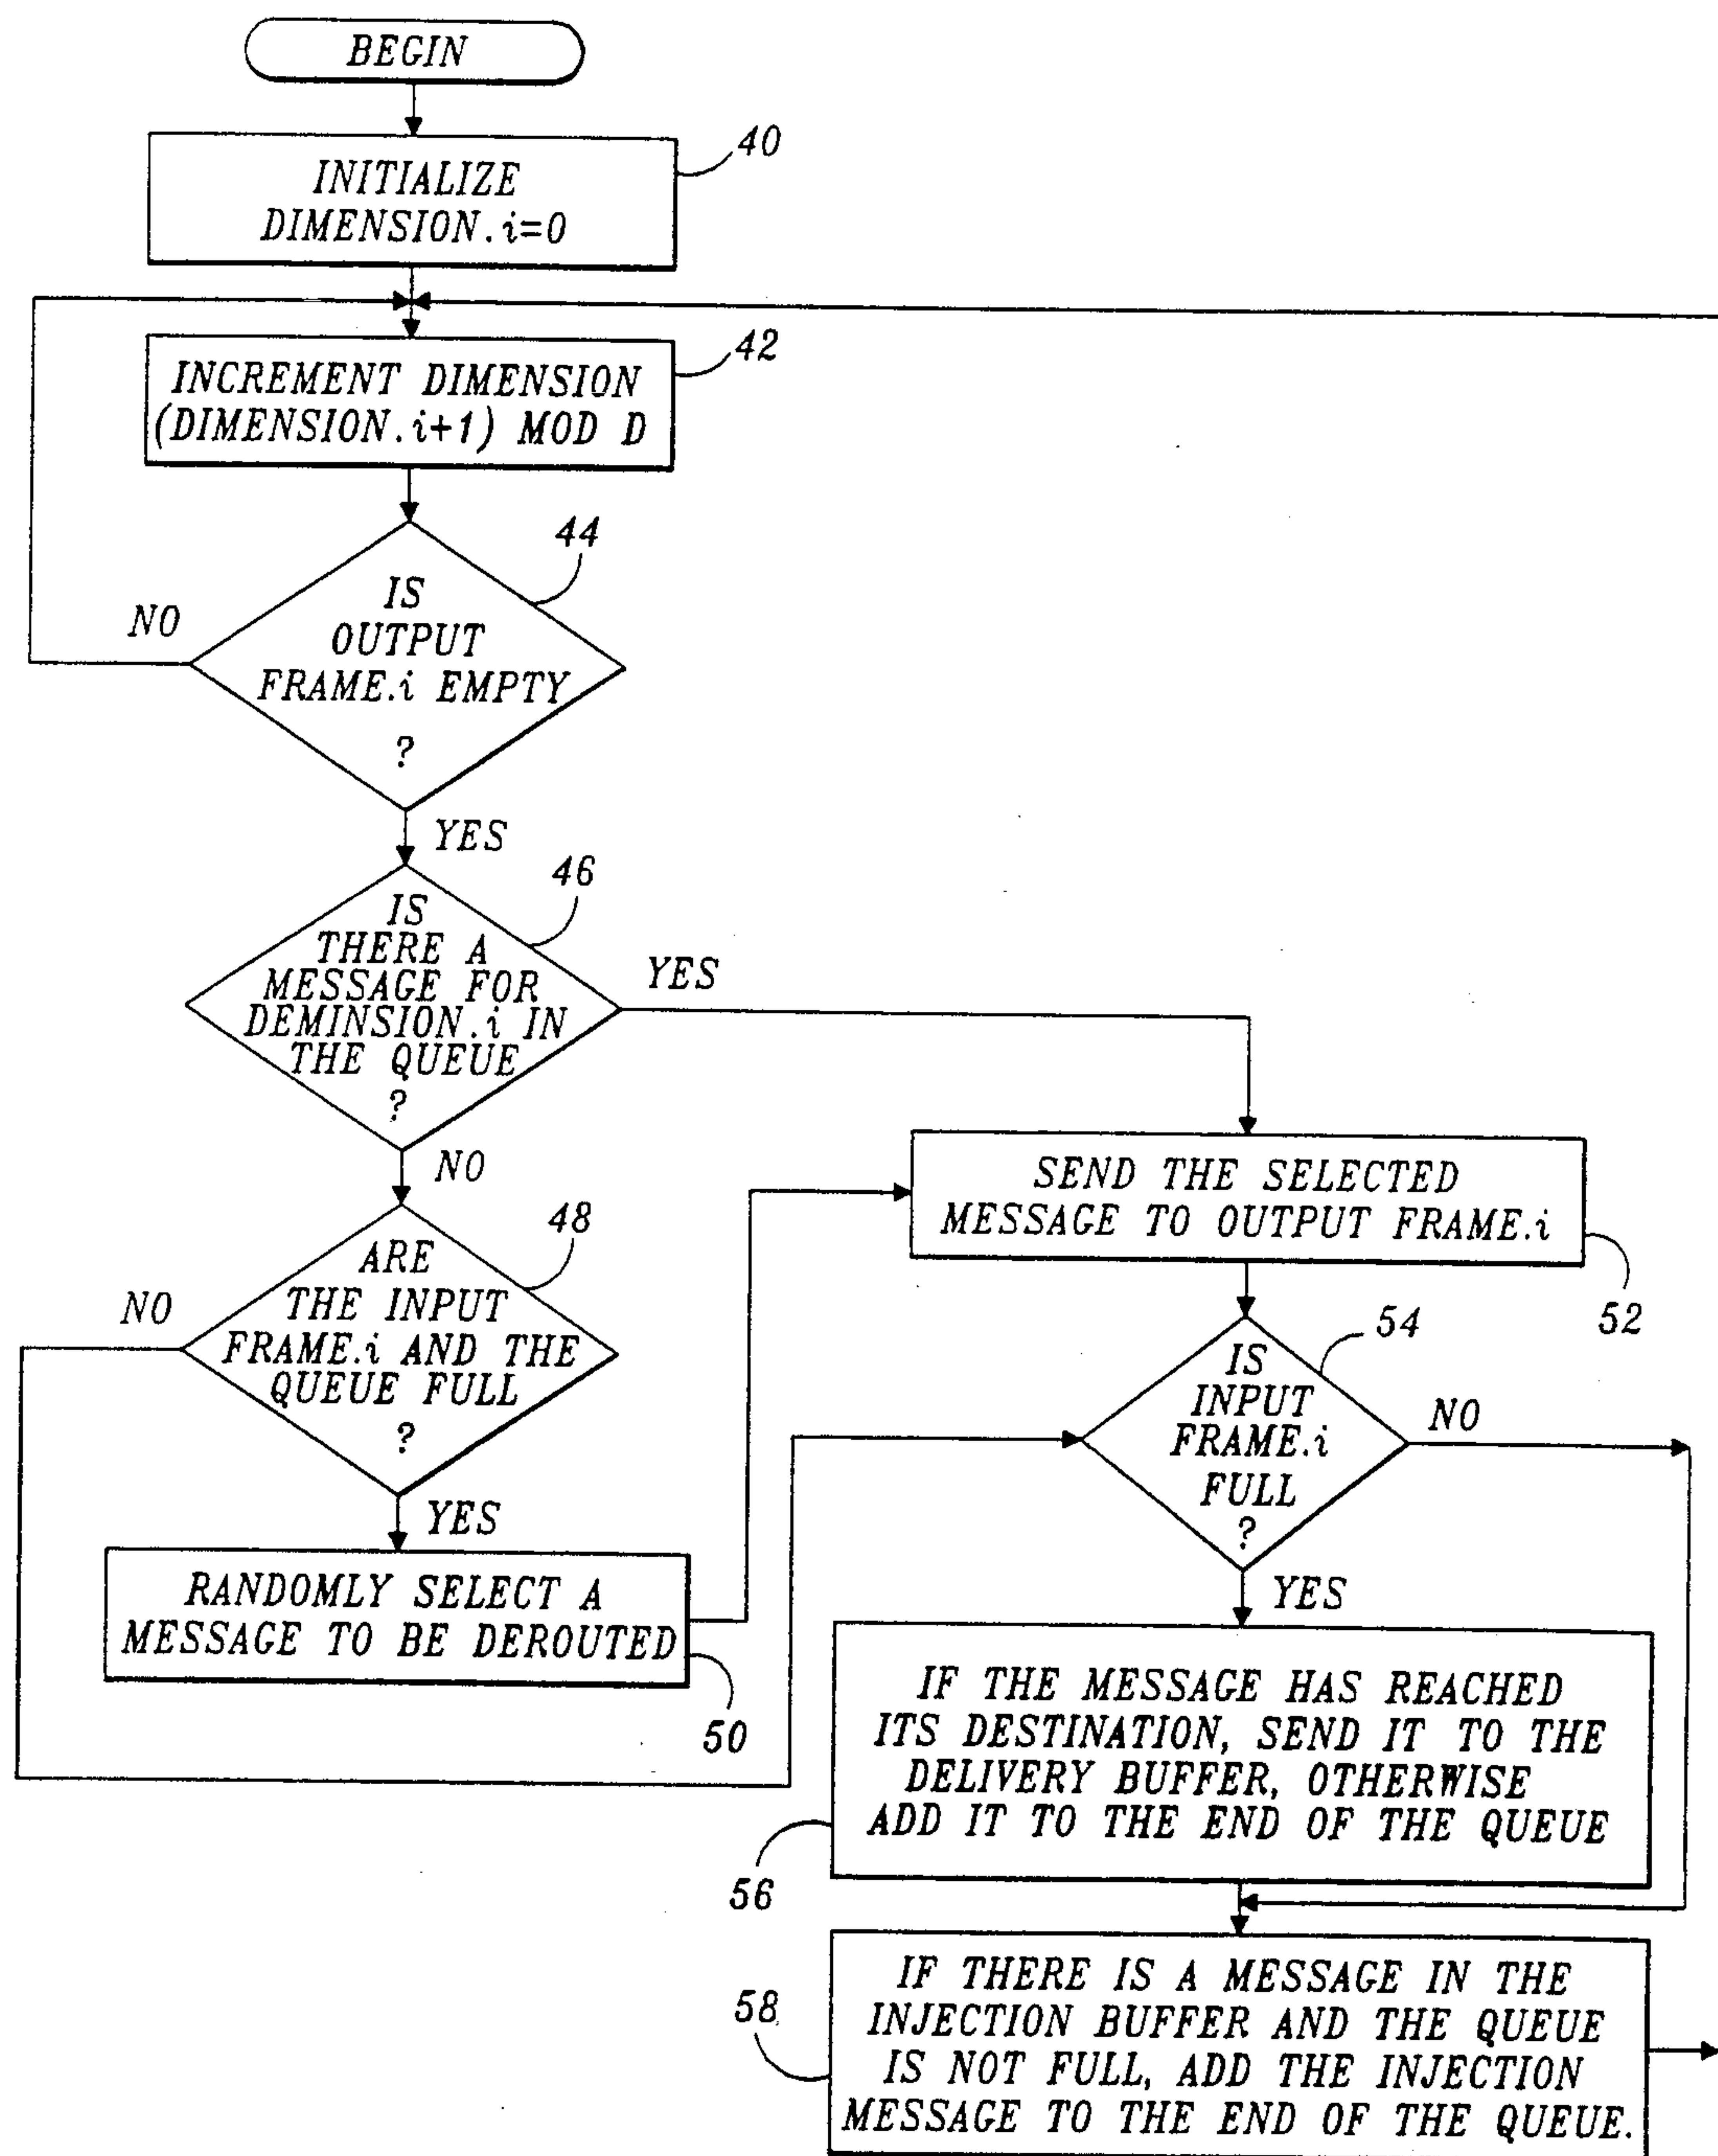 BEGIN
40
INITIALIZE
DIMENSION.i=0
42
INCREMENT DIMENSION
(DIMENSION.i+1) MOD D
44
IS
OUTPUT
FRAME.i EMPTY
?
NO
YES
46
IS
THERE A
MESSAGE FOR
DEMINSION.i IN
THE QUEUE
?
YES
NO
48
ARE
THE INPUT
FRAME.i AND THE
QUEUE FULL
?
NO
YES
RANDOMLY SELECT A
MESSAGE TO BE DEROUTED
50
SEND THE SELECTED
MESSAGE TO OUTPUT FRAME.i
52
54
IS
INPUT
FRAME.i
FULL
?
NO
YES
IF THE MESSAGE HAS REACHED
ITS DESTINATION, SEND IT TO THE
DELIVERY BUFFER, OTHERWISE
ADD IT TO THE END OF THE QUEUE
56
58
IF THERE IS A MESSAGE IN THE
INJECTION BUFFER AND THE QUEUE
IS NOT FULL, ADD THE INJECTION
MESSAGE TO THE END OF THE QUEUE.